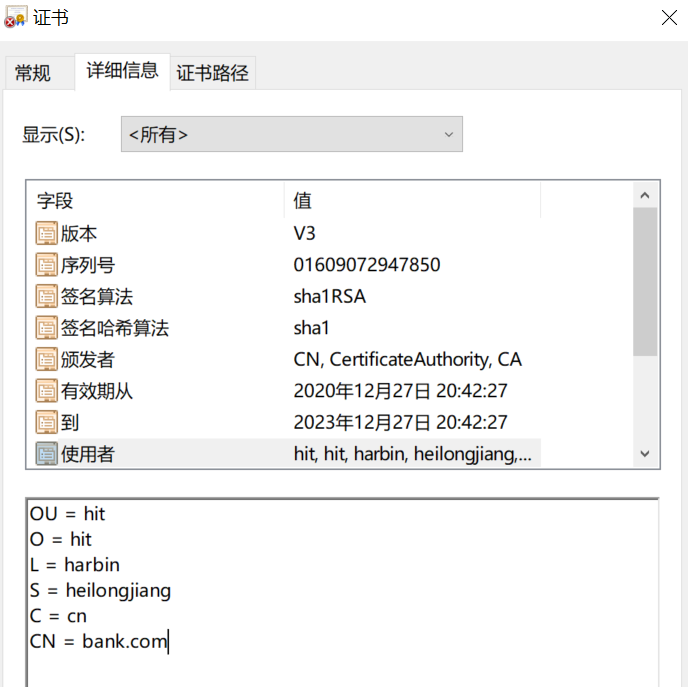 证书
常规 详细信息 证书路径
显示(S): <所有>
字段 值
版本 V3
序列号 01609072947850
签名算法 sha1RSA
签名哈希算法 sha1
颁发者 CN, CertificateAuthority, CA
有效期从 2020年12月27日 20:42:27
到 2023年12月27日 20:42:27
使用者 hit, hit, harbin, heilongjiang,...
OU = hit
O = hit
L = harbin
S = heilongjiang
C = cn
CN = bank.com